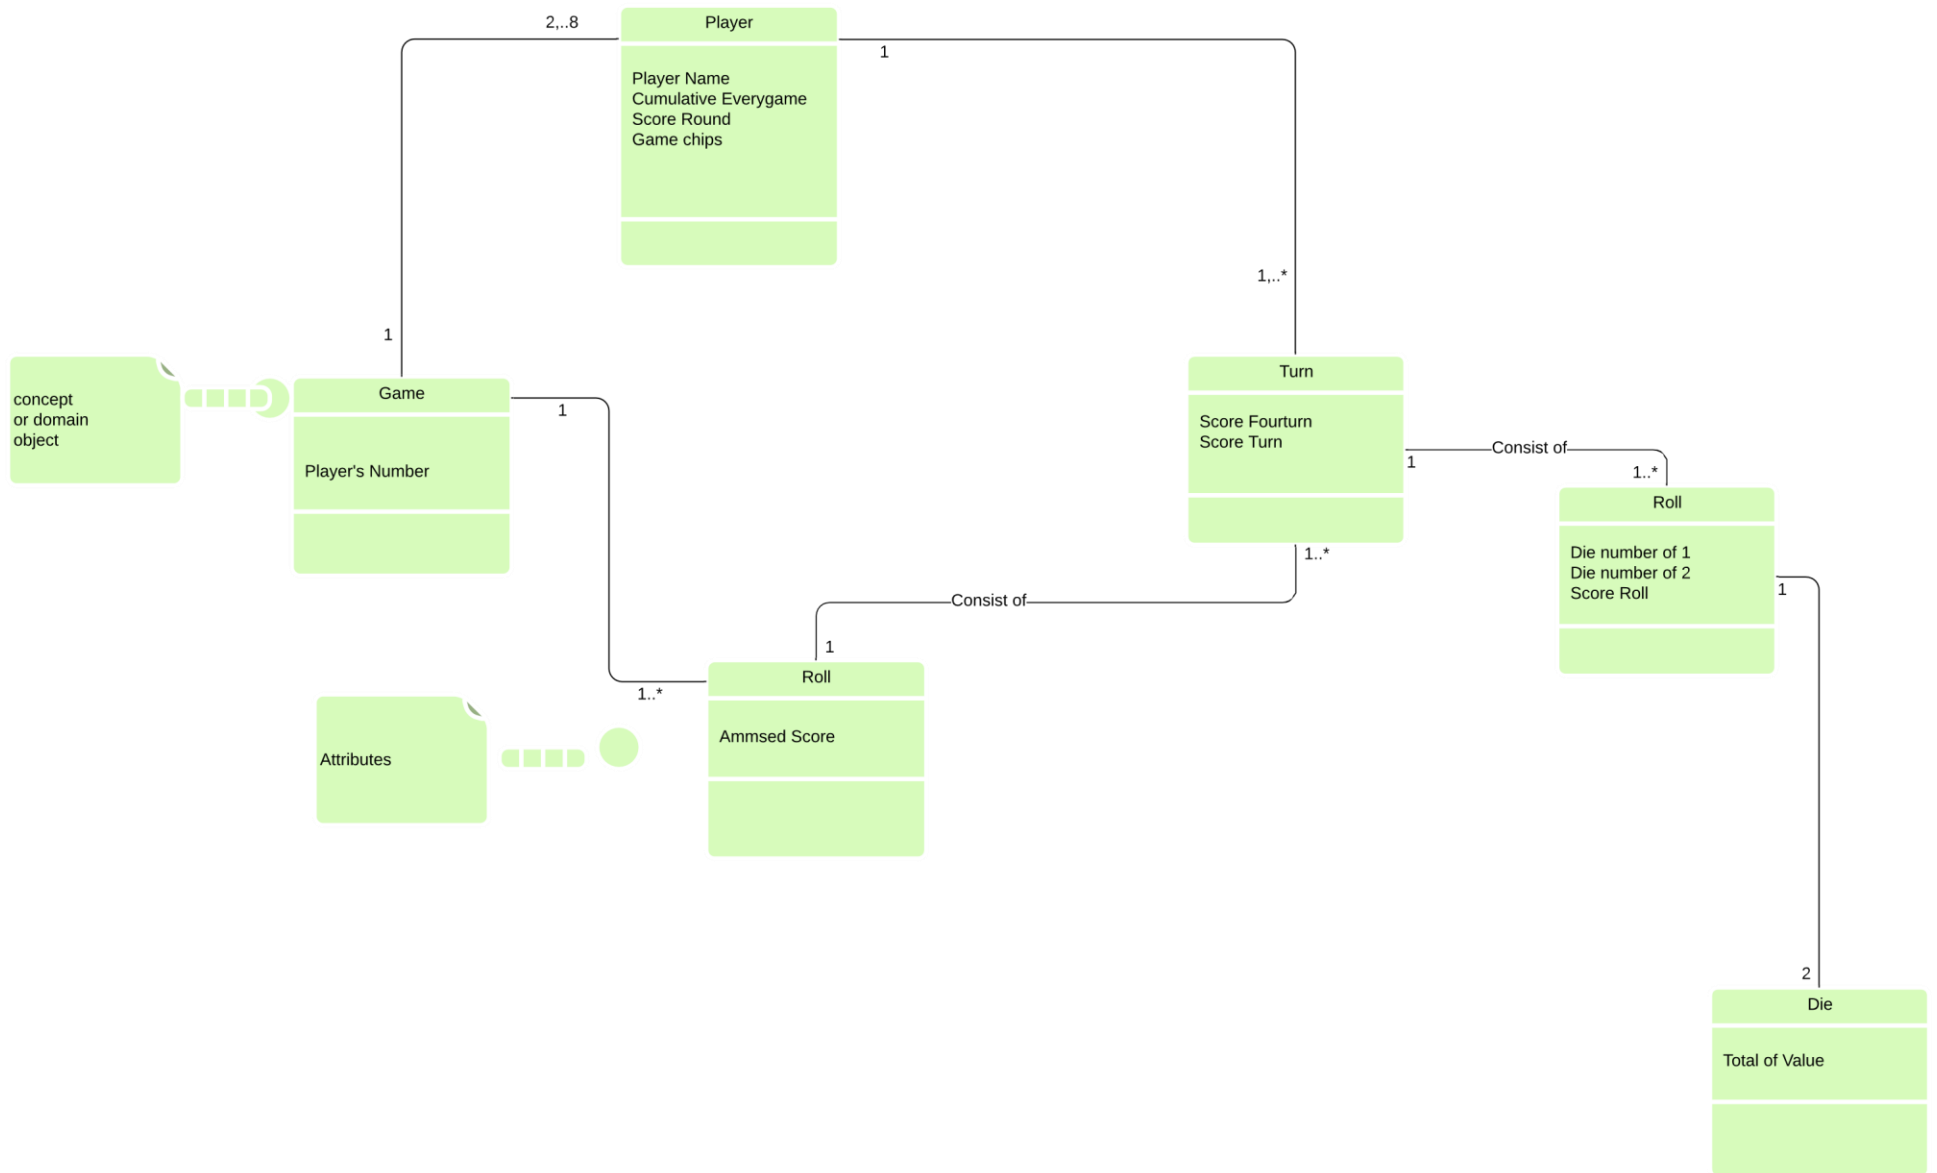 2,..8
Player
1
Player Name
Cumulative Everygame
Score Round
Game chips
1,..*
1
concept
or domain
object
Game
1
Player's Number
Turn
Score Fourturn
Score Turn
1
Consist of
1..*
Roll
Die number of 1
Die number of 2
Score Roll
1
1..*
Consist of
1
1..*
Roll
Ammsed Score
Attributes
2
Die
Total of Value